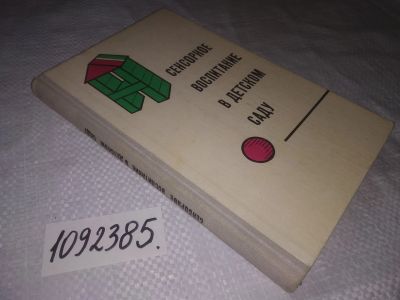 СЕНСОРНОЕ
ВОСПИТАНИЕ
В ДЕТСКОМ
САДУ
СЕНСОРНОЕ ВОСПИТАНИЕ В ДЕТСКОМ САДУ
1092385.